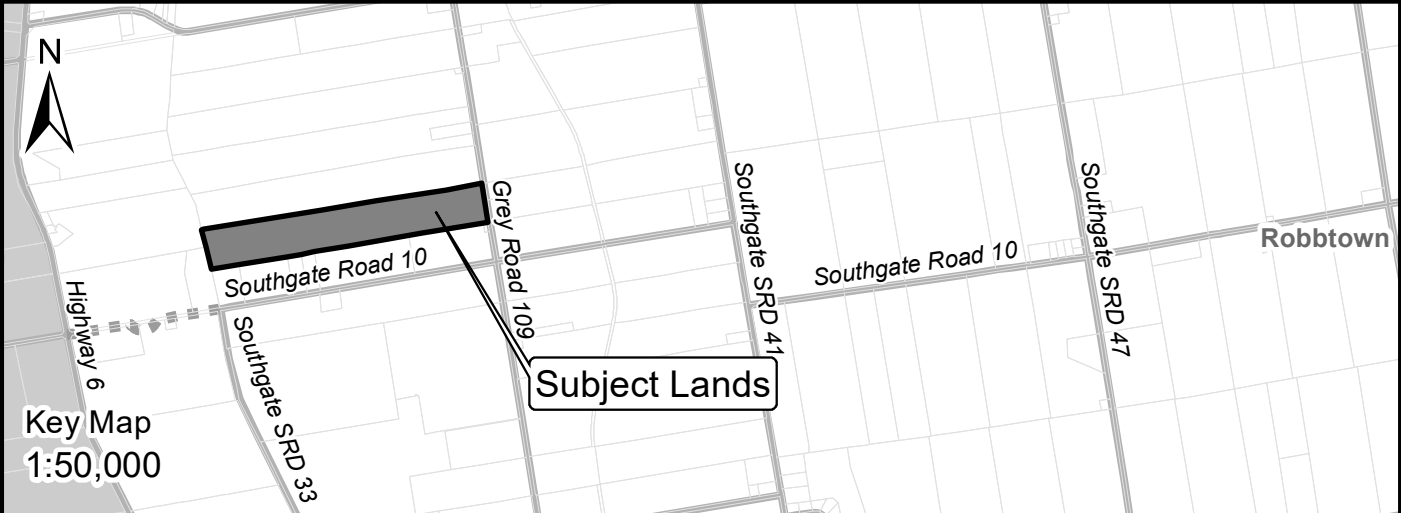 N
Grey Road 109
Southgate SRD 41
Southgate SRD 47
Robbtown
Southgate Road 10
Southgate Road 10
Highway 6
Southgate SRD 33
Subject Lands
Key Map
1:50,000